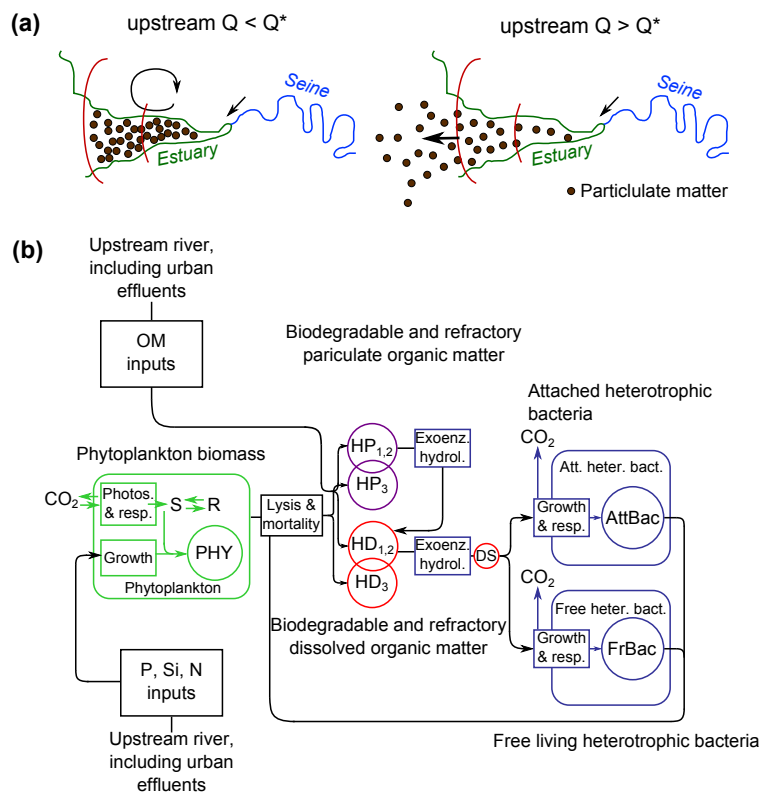 (a)
upstream Q < Q*
upstream Q > Q*
Seine
Estuary
Seine
Estuary
Particlulate matter
(b)
Upstream river,
including urban
effluents
OM
inputs
Biodegradable and refractory
pariculate organic matter
Attached heterotrophic
bacteria
Phytoplankton biomass
CO2
Photos.
& resp.
S
R
Growth
PHY
Phytoplankton
Lysis &
mortality
HP1,2
HP3
Exoenz.
hydrol.
HD1,2
HD3
Exoenz.
hydrol.
DS
CO2
Att. heter. bact.
Growth
& resp.
AttBac
CO2
Free heter. bact.
Growth
& resp.
FrBac
Biodegradable and refractory
dissolved organic matter
P, Si, N
inputs
Upstream river,
including urban
effluents
Free living heterotrophic bacteria